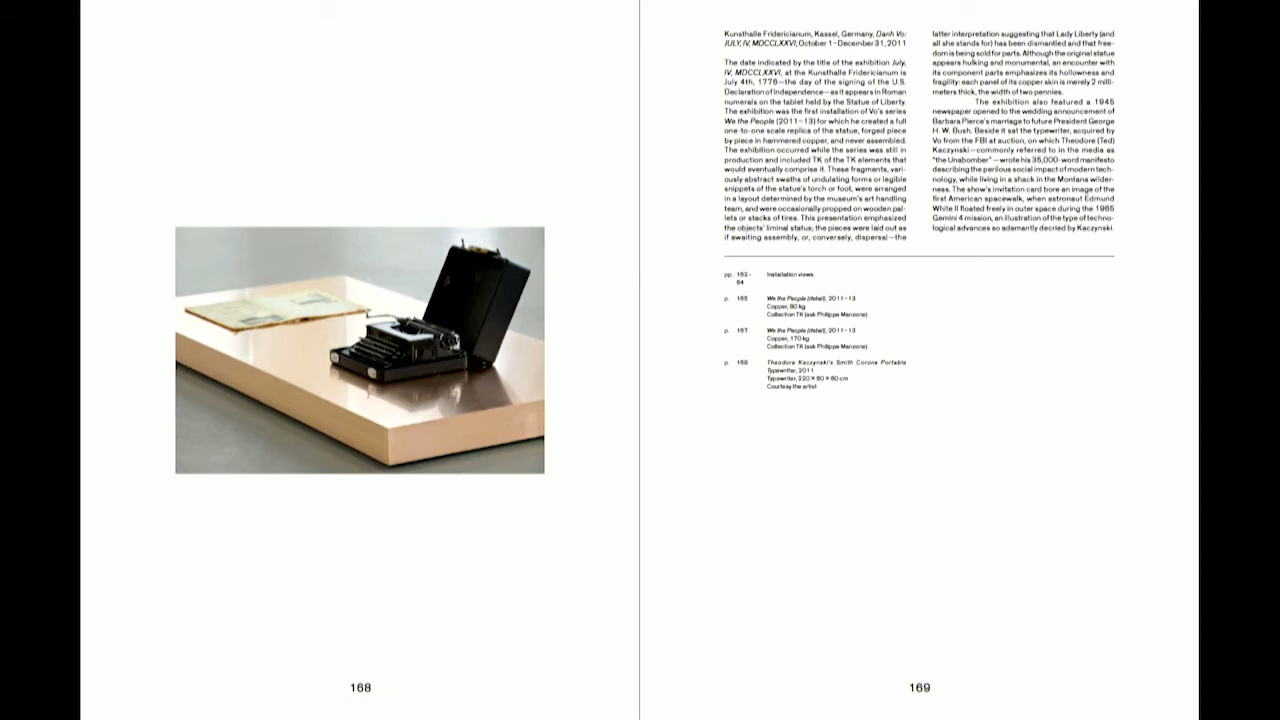 Kunsthalle Fridericianum, Kassel, Germany, Danh Vo:
JULY, IV, MDCCLXXVI, October 1–December 31, 2011
The date indicated by the title of the exhibition July,
IV, MDCCLXXVI, at the Kunsthalle Fridericianum is
July 4th, 1776—the day of the signing of the U.S.
Declaration of Independence—as it appears in Roman
numerals on the tablet held by the Statue of Liberty.
The exhibition was the first installation of Vo's series
We the People (2011–13) for which he created a full
one-to-one scale replica of the statue, forged piece
by piece in hammered copper, and never assembled.
The exhibition occurred while the series was still in
production and included TK of the TK elements that
would eventually comprise it. These fragments, vari-
ously abstract swaths of undulating forms or legible
snippets of the statue's torch or foot, were arranged
in a layout determined by the museum's art handling
team, and were occasionally propped on wooden pal-
lets or stacks of tires. This presentation emphasized
the objects' liminal status; the pieces were laid out as
if awaiting assembly, or, conversely, dispersal—the
latter interpretation suggesting that Lady Liberty (and
all she stands for) has been dismantled and that free-
dom is being sold for parts. Although the original statue
appears hulking and monumental, an encounter with
its component parts emphasizes its hollowness and
fragility: each panel of its copper skin is merely 2 milli-
meters thick, the width of two pennies.
The exhibition also featured a 1945
newspaper opened to the wedding announcement of
Barbara Pierce's marriage to future President George
H. W. Bush. Beside it sat the typewriter, acquired by
Vo from the FBI at auction, on which Theodore (Ted)
Kaczynski—commonly referred to in the media as
"the Unabomber"—wrote his 35,000-word manifesto
describing the perilous social impact of modern tech-
nology, while living in a shack in the Montana wilder-
ness. The show's invitation card bore an image of the
first American spacewalk, when astronaut Edmund
White II floated freely in outer space during the 1965
Gemini 4 mission, an illustration of the type of techno-
logical advances so adamantly decried by Kaczynski.
pp. 162– Installation views
64
p. 165 We the People (detail), 2011–13
Copper, 80 kg
Collection TK (ask Philippe Manzone)
p. 167 We the People (detail), 2011–13
Copper, 170 kg
Collection TK (ask Philippe Manzone)
p. 168 Theodore Kaczynski's Smith Corona Portable
Typewriter, 2011
Typewriter, 220 × 60 × 60 cm
Courtesy the artist
168
169